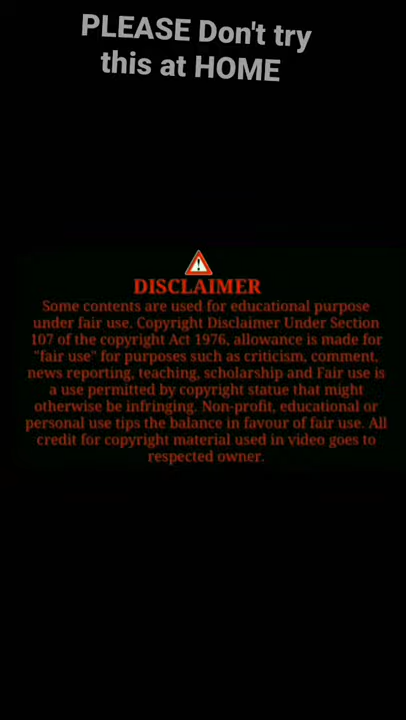 PLEASE Don't try
this at HOME
DISCLAIMER
Some contents are used for educational purpose
under fair use. Copyright Disclaimer Under Section
107 of the copyright Act 1976, allowance is made for
"fair use" for purposes such as criticism, comment,
news reporting, teaching, scholarship and Fair use is
a use permitted by copyright statue that might
otherwise be infringing. Non-profit, educational or
personal use tips the balance in favour of fair use. All
credit for copyright material used in video goes to
respected owner.